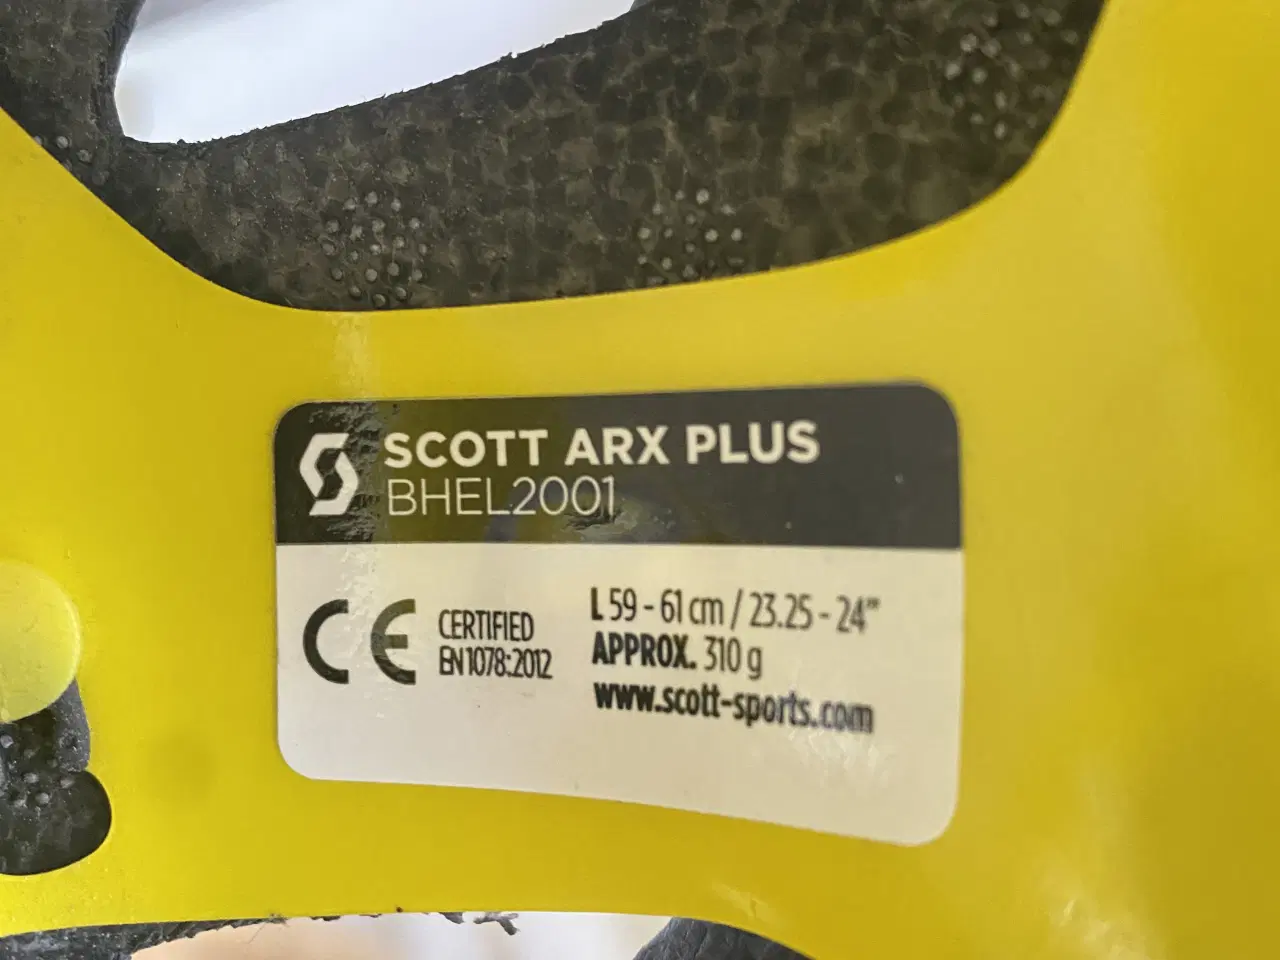 SCOTT ARX PLUS
BHEL2001
CE CERTIFIED
EN1078:2012
L 59 - 61 cm / 23.25 - 24"
APPROX. 310 g
www.scott-sports.com